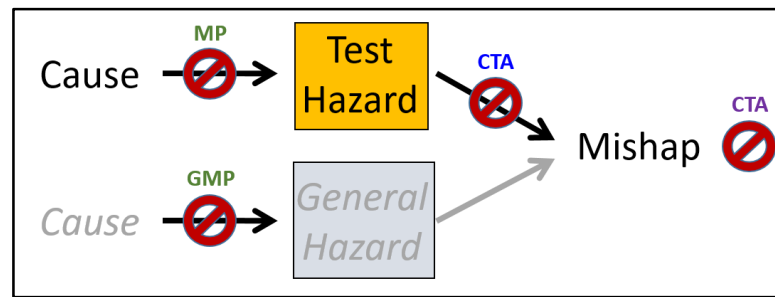 MP
Cause
Test
Hazard
CTA
Mishap
CTA
GMP
Cause
General
Hazard